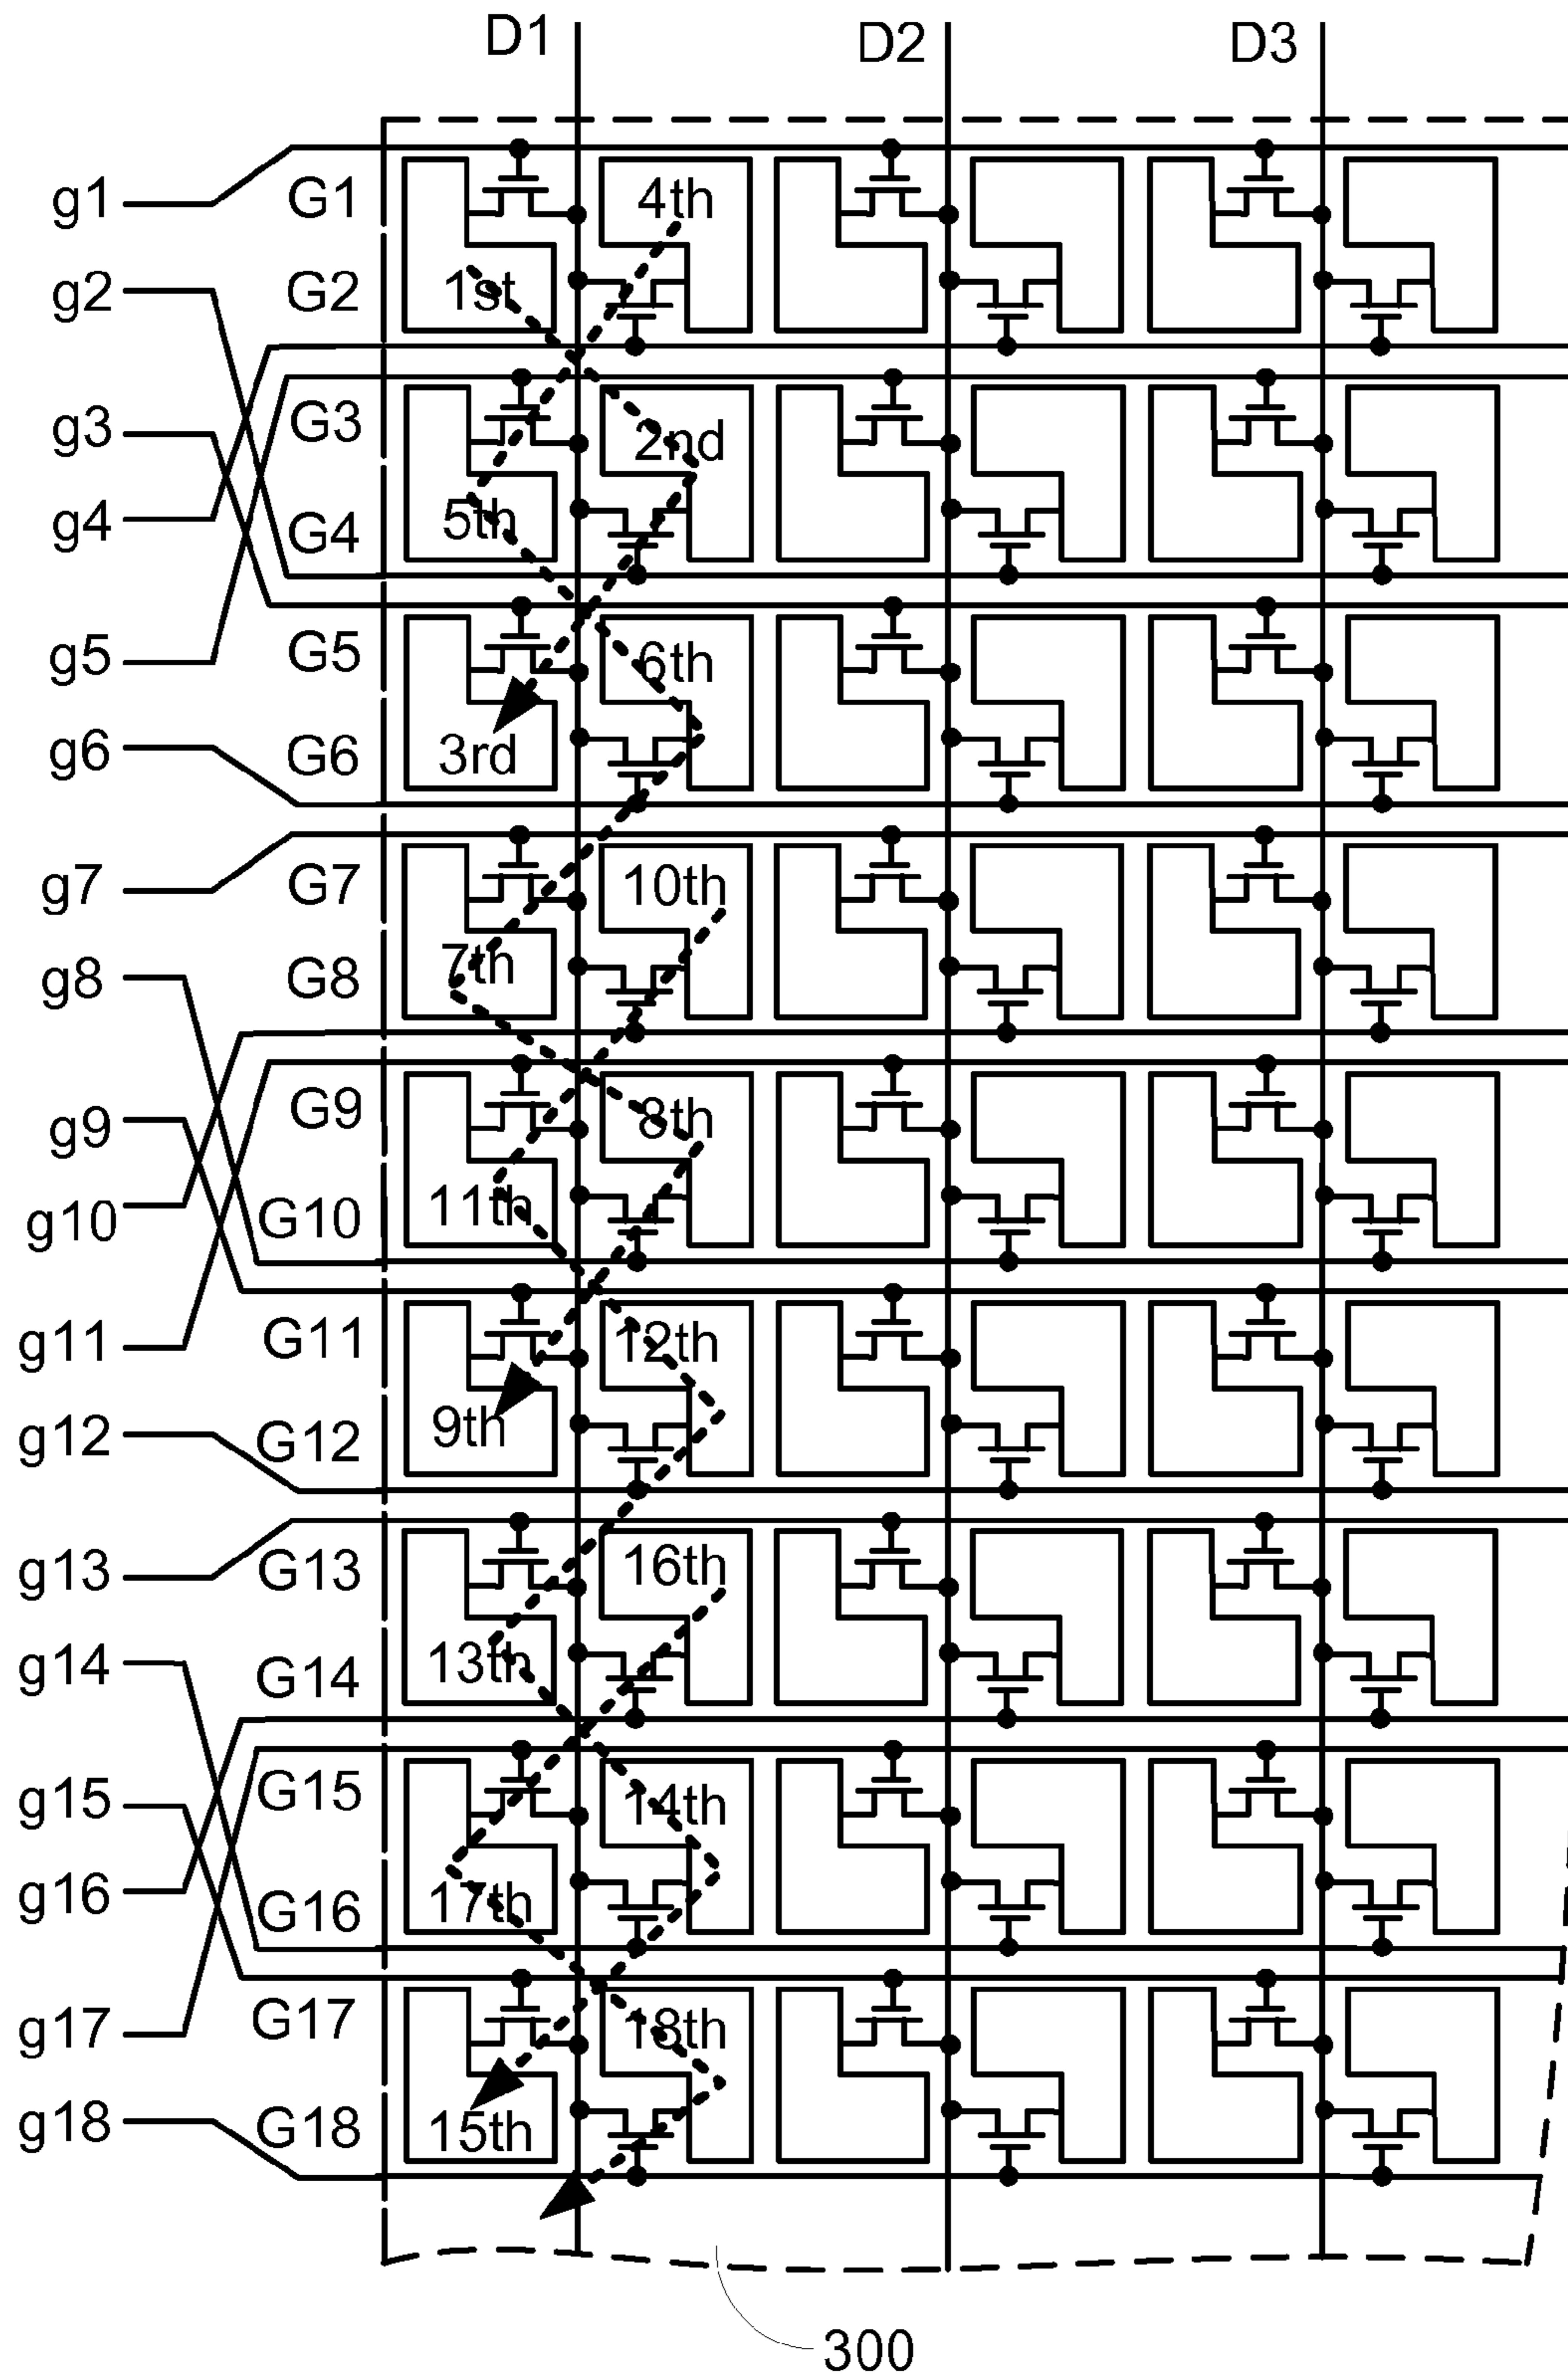 D1 D2 D3
g1 G1 4th
g2 G2 1st
g3 G3 2nd
g4 G4 5th
g5 G5 6th
g6 G6 3rd
g7 G7 10th
g8 G8 7th
g9 G9 8th
g10 G10 11th
g11 G11 12th
g12 G12 9th
g13 G13 16th
g14 G14 13th
g15 G15 14th
g16 G16 17th
g17 G17 18th
g18 G18 15th
300